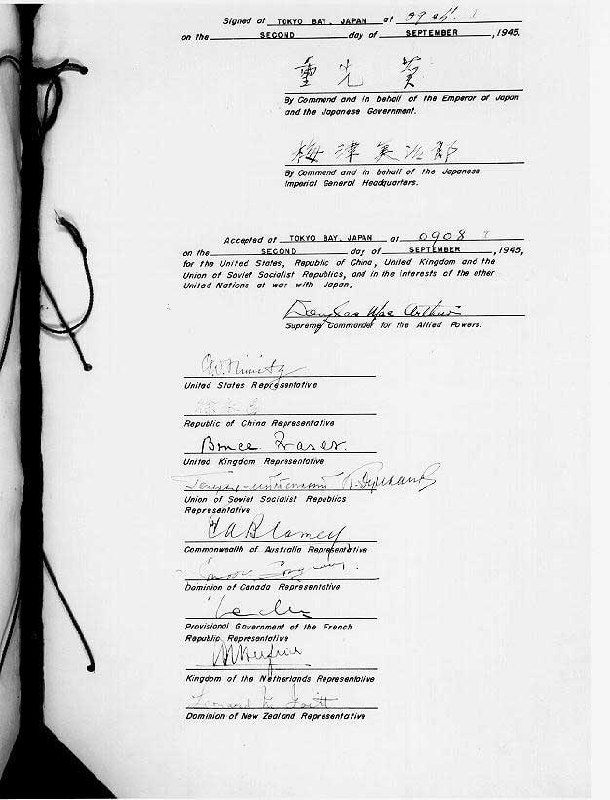 Signed at TOKYO BAY, JAPAN at
on the SECOND day of SEPTEMBER, 1945.
重光 葵
By Command and in behalf of the Emperor of Japan
and the Japanese Government.
梅津美治郎
By Command and in behalf of the Japanese
Imperial General Headquarters.
Accepted at TOKYO BAY, JAPAN at 0908 I
on the SECOND day of SEPTEMBER, 1945,
for the United States, Republic of China, United Kingdom and the
Union of Soviet Socialist Republics, and in the interests of the other
United Nations at war with Japan.
Douglas MacArthur
Supreme Commander for the Allied Powers.
C.W. Nimitz
United States Representative
徐永昌
Republic of China Representative
Bruce Fraser.
United Kingdom Representative
Union of Soviet Socialist Republics
Representative
T A Blamey
Commonwealth of Australia Representative
Dominion of Canada Representative
Provisional Government of the French
Republic Representative
Kingdom of the Netherlands Representative
Leonard M. Isitt
Dominion of New Zealand Representative